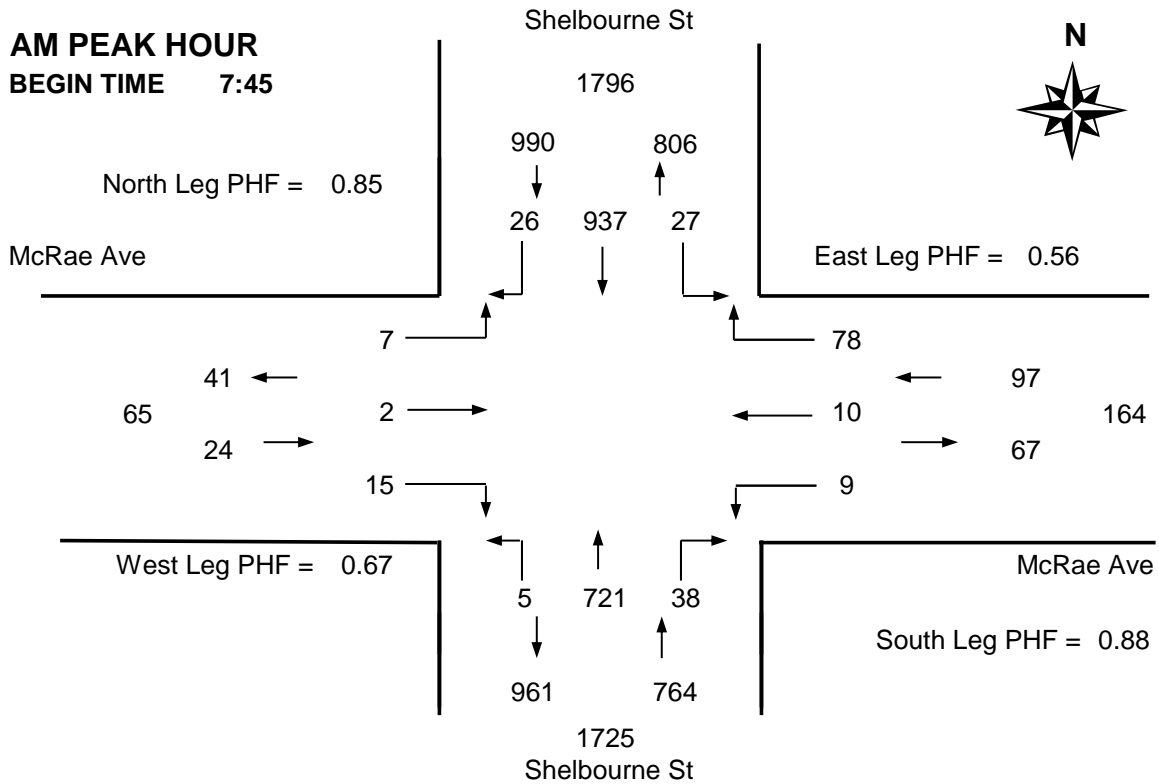 Shelbourne St
AM PEAK HOUR
N
BEGIN TIME 7:45
1796
990 806
North Leg PHF = 0.85
26 937 27
McRae Ave
East Leg PHF = 0.56
7 78
41 97
65 2 10 164
24 67
15 9
West Leg PHF = 0.67
McRae Ave
5 721 38
South Leg PHF = 0.88
961 764
1725
Shelbourne St